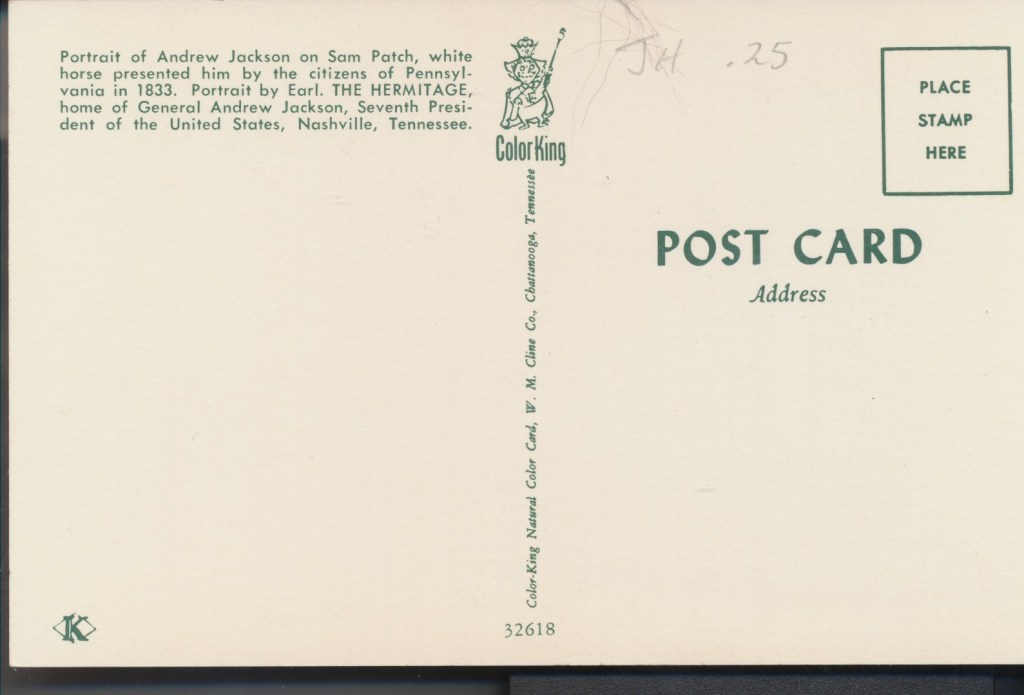 Portrait of Andrew Jackson on Sam Patch, white
horse presented him by the citizens of Pennsyl-
vania in 1833. Portrait by Earl. THE HERMITAGE,
home of General Andrew Jackson, Seventh Presi-
dent of the United States, Nashville, Tennessee.
ColorKing
Color-King Natural Color Card, W. M. Cline Co., Chattanooga, Tennessee
32618
K
JH .25
PLACE
STAMP
HERE
POST CARD
Address